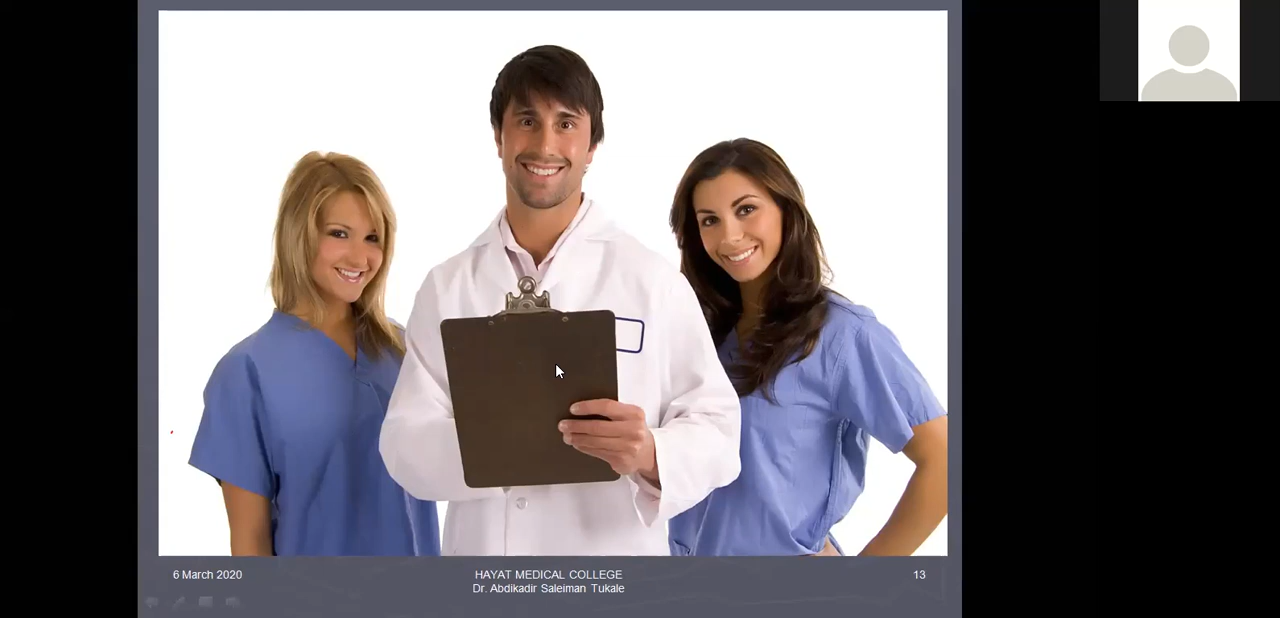 6 March 2020
HAYAT MEDICAL COLLEGE
Dr. Abdikadir Saleiman Tukale
13